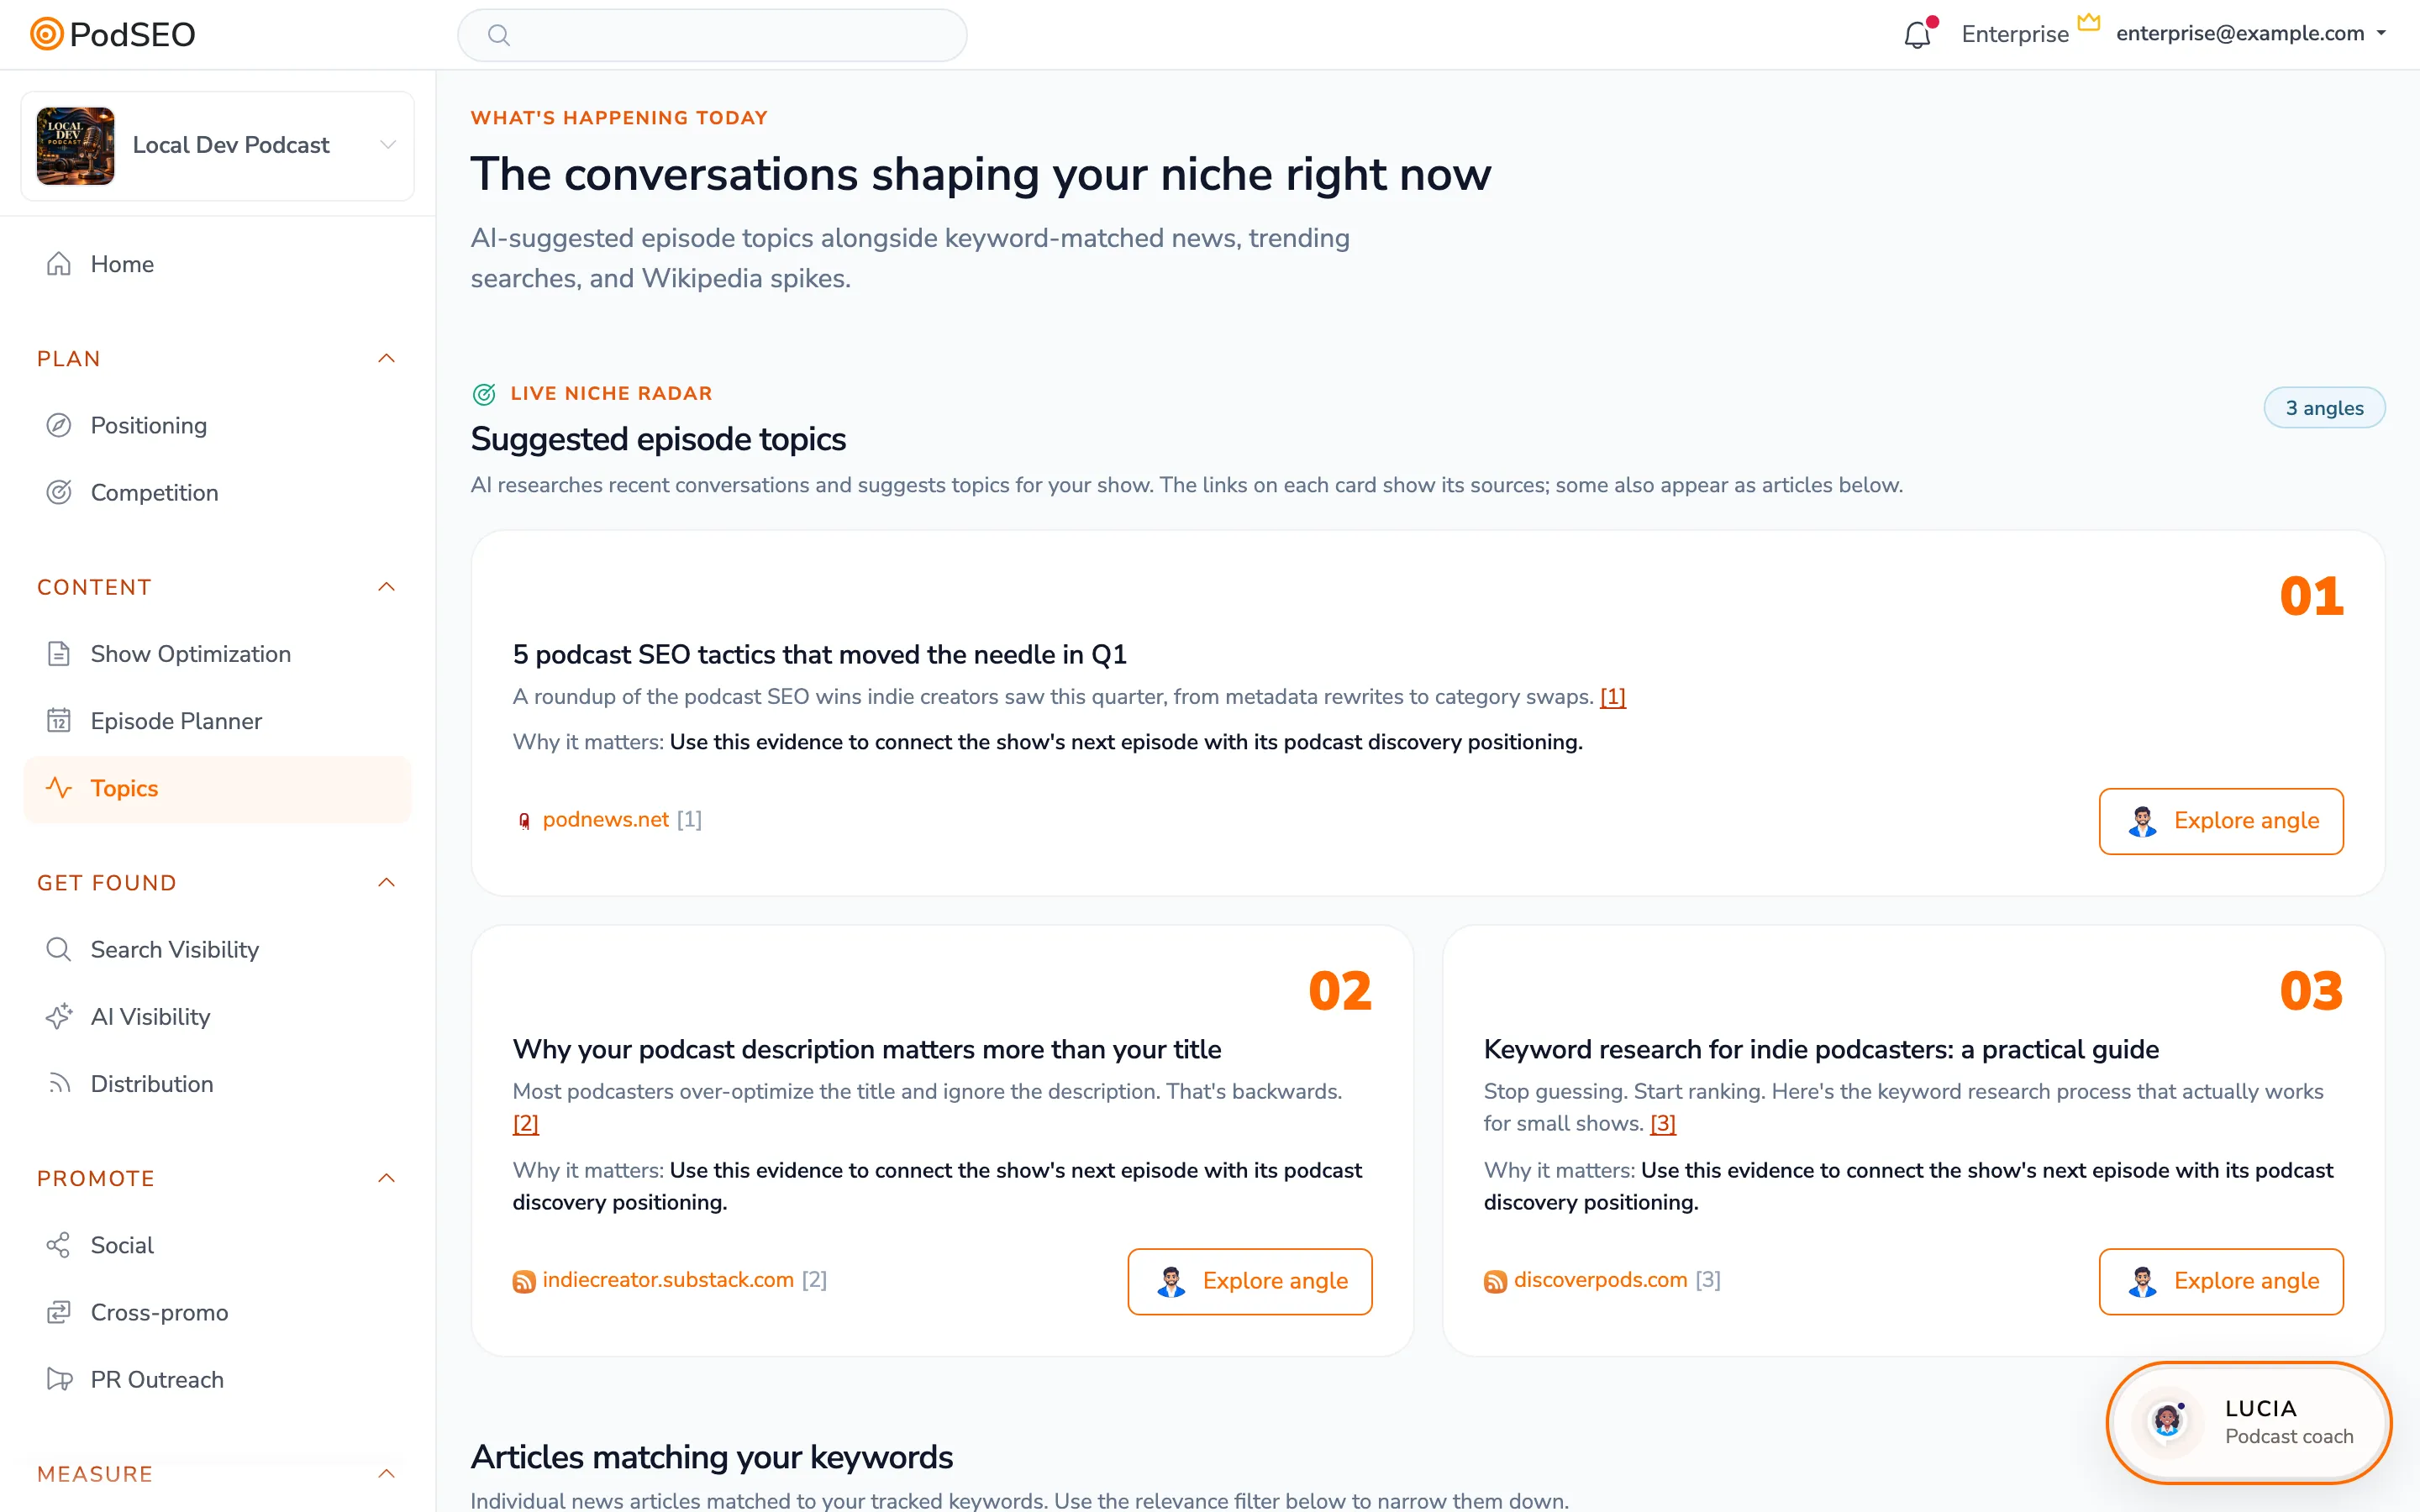 PodSEO
Enterprise
enterprise@example.com
LOCAL
DEV
PODCAST
Local Dev Podcast
Home
PLAN
Positioning
Competition
CONTENT
Show Optimization
12
Episode Planner
Topics
GET FOUND
Search Visibility
AI Visibility
Distribution
PROMOTE
Social
Cross-promo
PR Outreach
MEASURE
WHAT'S HAPPENING TODAY
The conversations shaping your niche right now
AI-suggested episode topics alongside keyword-matched news, trending
searches, and Wikipedia spikes.
LIVE NICHE RADAR
3 angles
Suggested episode topics
AI researches recent conversations and suggests topics for your show. The links on each card show its sources; some also appear as articles below.
01
5 podcast SEO tactics that moved the needle in Q1
A roundup of the podcast SEO wins indie creators saw this quarter, from metadata rewrites to category swaps. [1]
Why it matters: Use this evidence to connect the show's next episode with its podcast discovery positioning.
podnews.net [1]
Explore angle
02
Why your podcast description matters more than your title
Most podcasters over-optimize the title and ignore the description. That's backwards.
[2]
Why it matters: Use this evidence to connect the show's next episode with its podcast
discovery positioning.
indiecreator.substack.com [2]
Explore angle
03
Keyword research for indie podcasters: a practical guide
Stop guessing. Start ranking. Here's the keyword research process that actually works
for small shows. [3]
Why it matters: Use this evidence to connect the show's next episode with its podcast
discovery positioning.
discoverpods.com [3]
Explore angle
LUCIA
Podcast coach
Articles matching your keywords
Individual news articles matched to your tracked keywords. Use the relevance filter below to narrow them down.